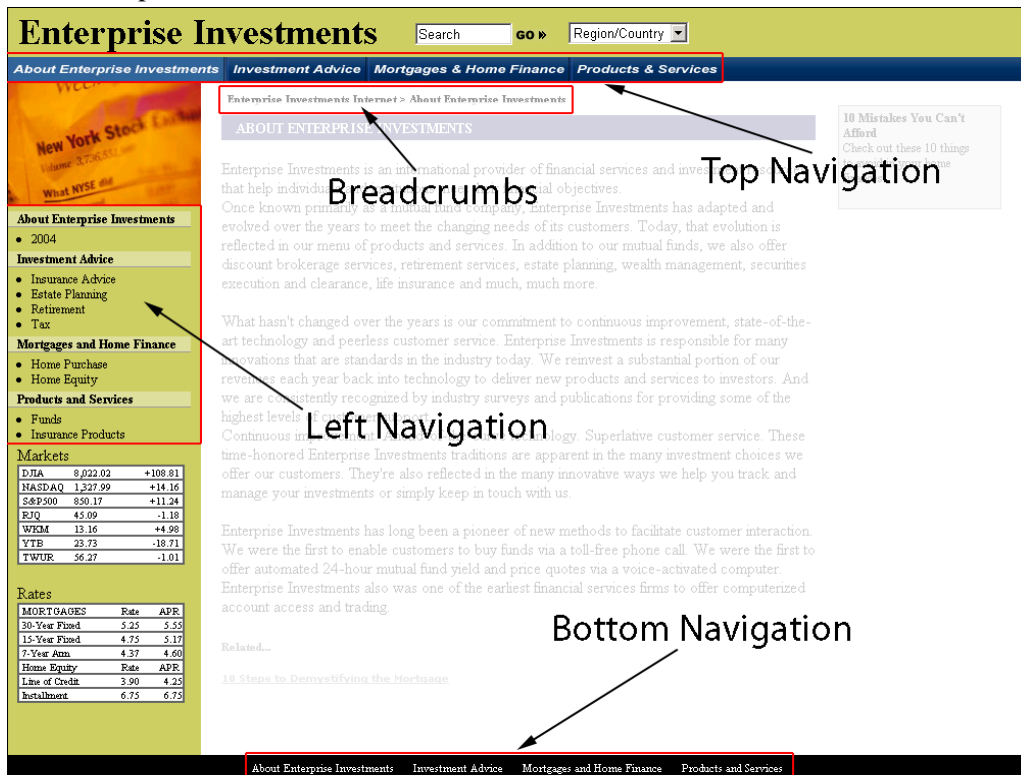 Enterprise Investments
Search
GO »
Region/Country
About Enterprise Investments Investment Advice Mortgages & Home Finance Products & Services
New York Stock
What NYSE did
Enterprise Investments Internet > About Enterprise Investments
ABOUT ENTERPRISE INVESTMENTS
10 Mistakes You Can't
Afford
Check out these 10 things
home
Top Navigation
Breadcrumbs
Enterprise Investments is an international provider of financial services and
that help financial objectives.
Once known primarily as a mutual fund company, Enterprise Investments has adapted and
evolved over the years to meet the changing needs of its customers. Today, that evolution is
reflected in our menu of products and services. In addition to our mutual funds, we also offer
discount brokerage services, retirement services, estate planning, wealth management, securities
execution and clearance, life insurance and much, much more.
What hasn't changed over the years is our commitment to continuous improvement, state-of-the-
art technology and peerless customer service. Enterprise Investments is responsible for many
innovations that are standards in the industry today. We reinvest a substantial portion of our
revenues each year back into technology to deliver new products and services to investors. And
we are consistently recognized by industry surveys and publications for providing some of the
highest levels of customer support.
Continuous technology. Superlative customer service. These
time-honored Enterprise Investments traditions are apparent in the many investment choices we
offer our customers. They're also reflected in the many innovative ways we help you track and
manage your investments or simply keep in touch with us.
Enterprise Investments has long been a pioneer of new methods to facilitate customer interaction.
We were the first to enable customers to buy funds via a toll-free phone call. We were the first to
offer automated 24-hour mutual fund yield and price quotes via a voice-activated computer.
Enterprise Investments also was one of the earliest financial services firms to offer computerized
account access and trading.
Related...
10 Steps to Demystifying the Mortgage
About Enterprise Investments
• 2004
Investment Advice
• Insurance Advice
• Estate Planning
• Retirement
• Tax
Mortgages and Home Finance
• Home Purchase
• Home Equity
Products and Services
• Funds
• Insurance Products
Left Navigation
Markets
DJIA 8,022.02 +108.81
NASDAQ 1,327.99 +14.16
S&P500 850.17 +11.24
RJQ 45.09 -1.18
WKM 13.16 +4.98
YTB 23.73 -18.71
TWUR 56.27 -1.01
Rates
MORTGAGES Rate APR
30-Year Fixed 5.25 5.55
15-Year Fixed 4.75 5.17
7-Year Arm 4.37 4.60
Home Equity Rate APR
Line of Credit 3.90 4.25
Installment 6.75 6.75
Bottom Navigation
About Enterprise Investments Investment Advice Mortgages and Home Finance Products and Services